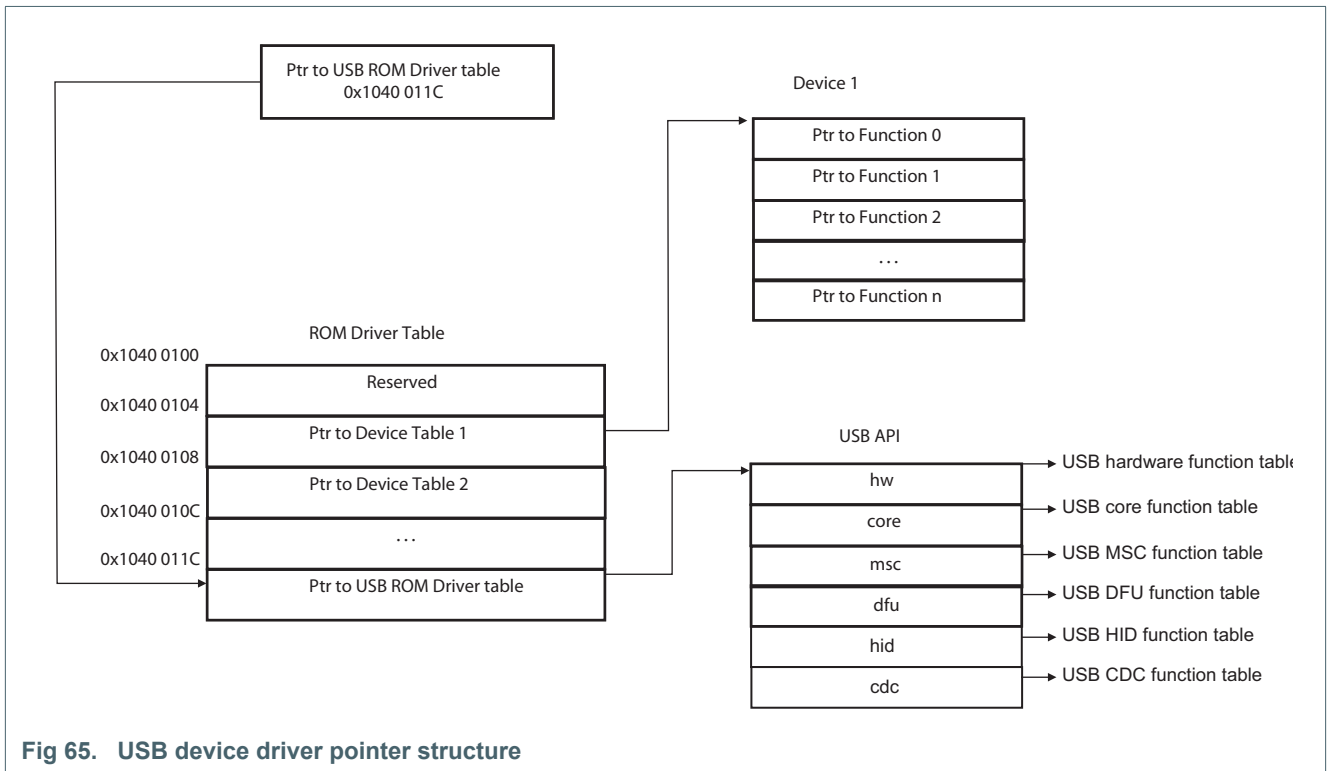 Ptr to USB ROM Driver table
0x1040 011C
Device 1
Ptr to Function 0
Ptr to Function 1
Ptr to Function 2
...
Ptr to Function n
ROM Driver Table
0x1040 0100
Reserved
0x1040 0104
Ptr to Device Table 1
0x1040 0108
Ptr to Device Table 2
0x1040 010C
...
0x1040 011C
Ptr to USB ROM Driver table
USB API
hw
USB hardware function table
core
USB core function table
msc
USB MSC function table
dfu
USB DFU function table
hid
USB HID function table
cdc
USB CDC function table
Fig 65. USB device driver pointer structure